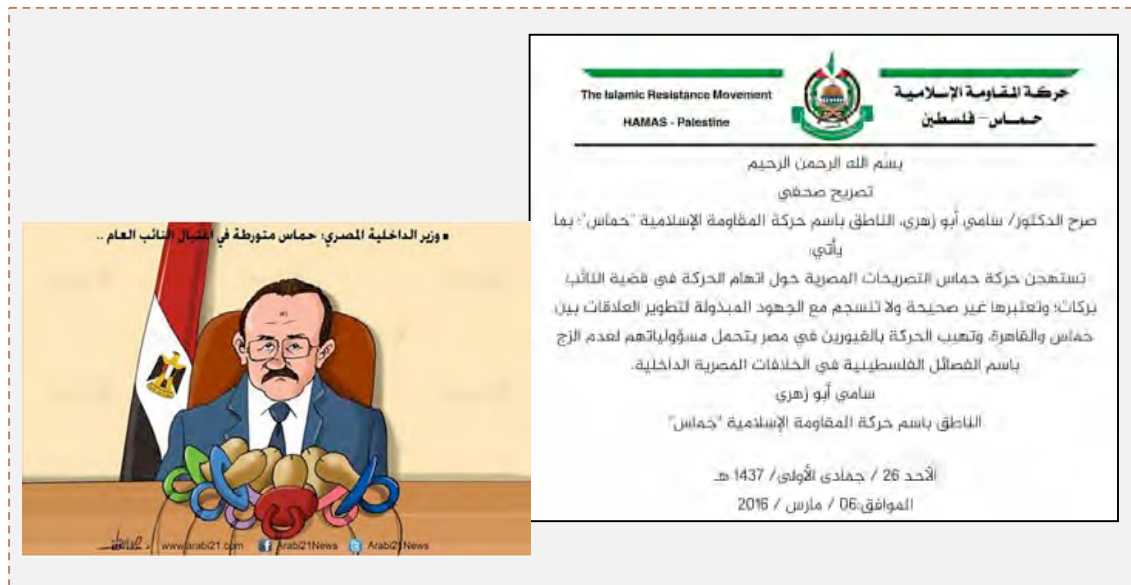 The Islamic Resistance Movement
HAMAS - Palestine
حركة المقاومة الإسلامية
حماس - فلسطين
بسم الله الرحمن الرحيم
تصريح صحفي
صرح الدكتور/ سامي أبو زهري، الناطق باسم حركة المقاومة الإسلامية "حماس"؛ بما
يأتي:
تستهجن حركة حماس التصريحات المصرية حول اتهام الحركة في قضية النائب
بركات؛ وتعتبرها غير صحيحة ولا تنسجم مع الجهود المبذولة لتطوير العلاقات بين
حماس والقاهرة، وتهيب الحركة بالغيورين في مصر بتحمل مسؤولياتهم لعدم الزج
باسم الفصائل الفلسطينية في الخلافات المصرية الداخلية.
سامي أبو زهري
الناطق باسم حركة المقاومة الإسلامية "حماس"
الأحد 26 / جمادى الأولى/ 1437 هـ
الموافق:06 / مارس / 2016
وزير الداخلية المصري: حماس متورطة في اغتيال النائب العام ..
www.arabi21.com
Arabi21News
Arabi21News